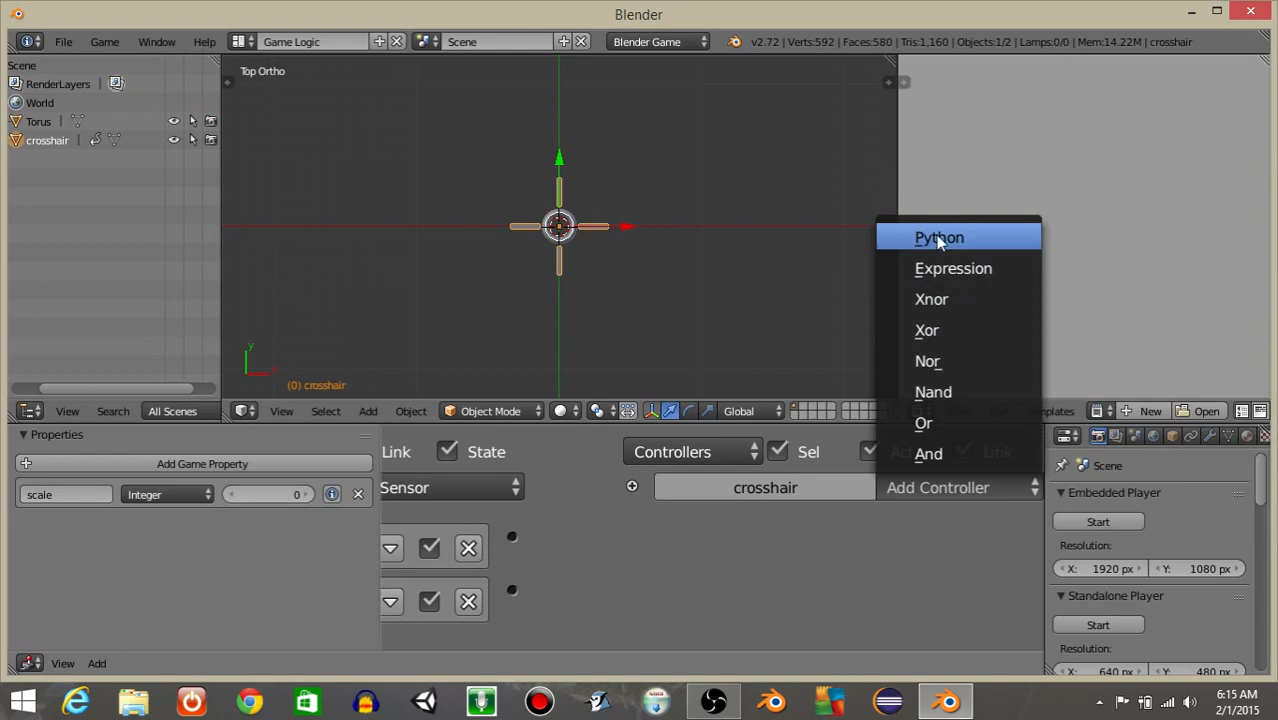 Blender
File Game Window Help Game Logic Scene Blender Game v2.72 | Verts:592 | Faces:580 | Tris:1,160 | Objects:1/2 | Lamps:0/0 | Mem:14.22M | crosshair
Scene
RenderLayers
World
Torus
crosshair
Top Ortho
y
(0) crosshair
Python
Expression
Xnor
Xor
Nor
Nand
Or
And
View Search All Scenes
View Select Add Object Object Mode Global
New Open
Properties
Add Game Property
scale Integer 0
Link State
Sensor
Controllers Sel Link
crosshair Add Controller
Scene
Embedded Player
Start
Resolution:
X: 1920 px Y: 1080 px
Standalone Player
Start
Resolution:
X: 640 px Y: 480 px
View Add
6:15 AM
2/1/2015